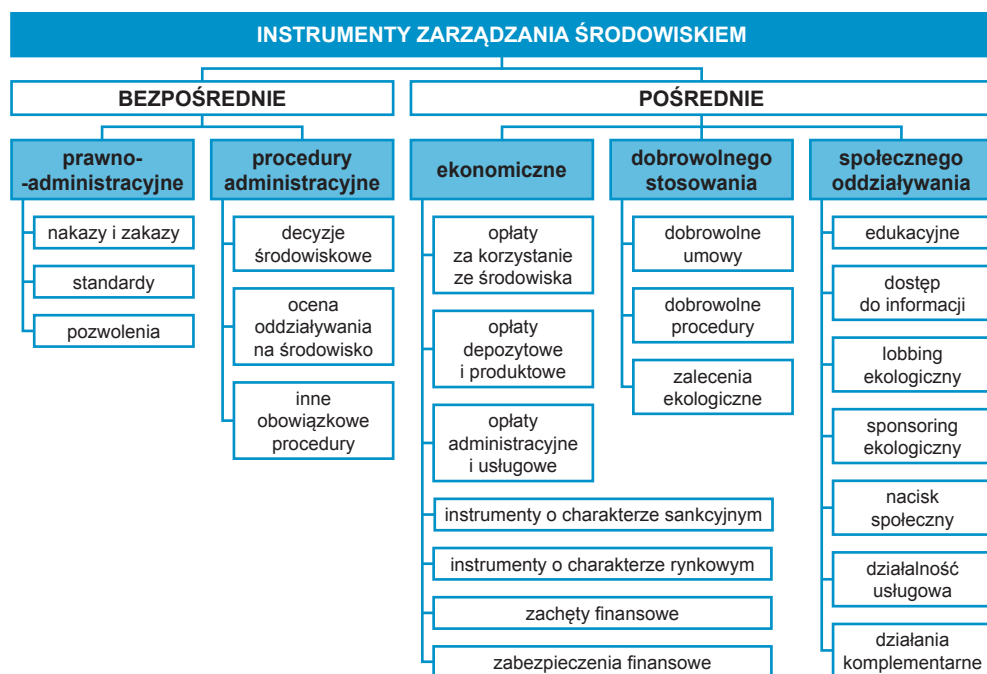 INSTRUMENTY ZARZĄDZANIA ŚRODOWISKIEM
BEZPOŚREDNIE
POŚREDNIE
prawno-
-administracyjne
nakazy i zakazy
standardy
pozwolenia
procedury
administracyjne
decyzje
środowiskowe
ocena
oddziaływania
na środowisko
inne
obowiązkowe
procedury
ekonomiczne
opłaty
za korzystanie
ze środowiska
opłaty
depozytowe
i produktowe
opłaty
administracyjne
i usługowe
instrumenty o charakterze sankcyjnym
instrumenty o charakterze rynkowym
zachęty finansowe
zabezpieczenia finansowe
dobrowolnego
stosowania
dobrowolne
umowy
dobrowolne
procedury
zalecenia
ekologiczne
społecznego
oddziaływania
edukacyjne
dostęp
do informacji
lobbing
ekologiczny
sponsoring
ekologiczny
nacisk
społeczny
działalność
usługowa
działania
komplementarne